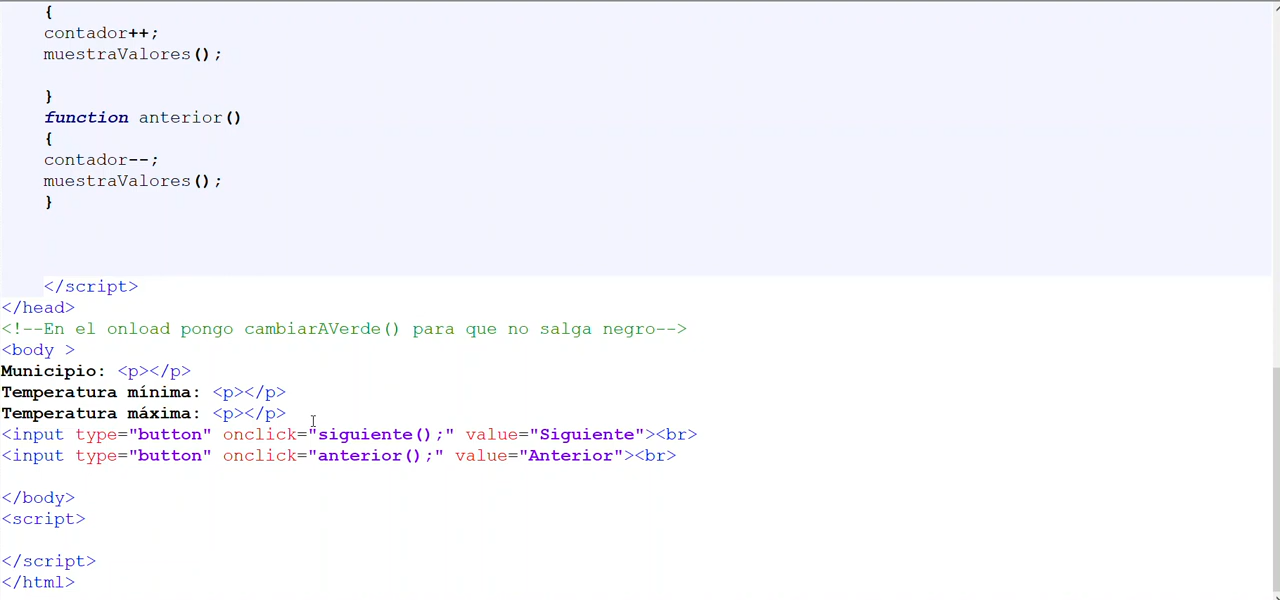 {
contador++;
muestraValores();
}
function anterior()
{
contador--;
muestraValores();
}
</script>
</head>
<!--En el onload pongo cambiarAVerde() para que no salga negro-->
<body >
Municipio: <p></p>
Temperatura mínima: <p></p>
Temperatura máxima: <p></p>
<input type="button" onclick="siguiente();" value="Siguiente"><br>
<input type="button" onclick="anterior();" value="Anterior"><br>
</body>
<script>
</script>
</html>